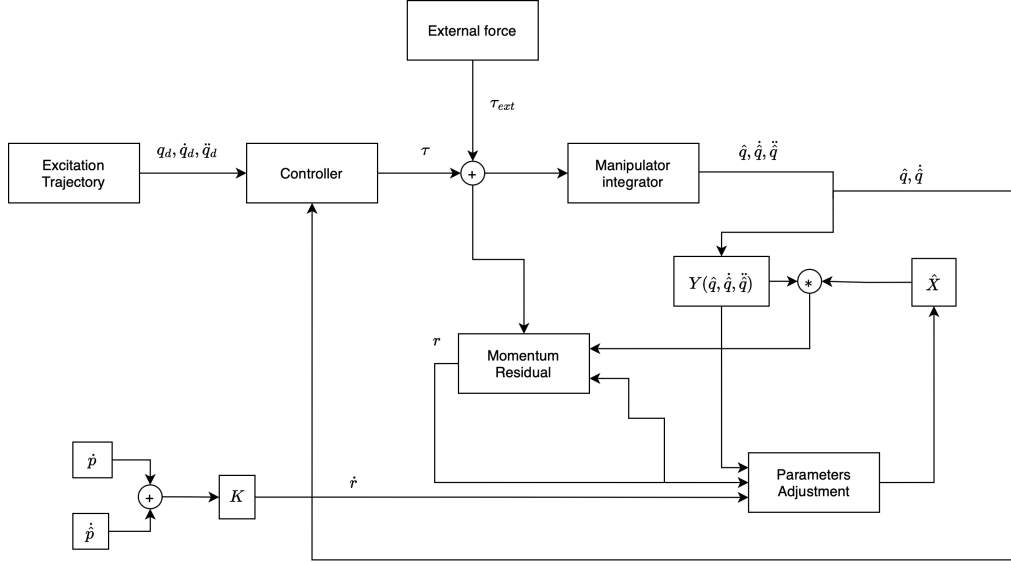 External force
τ_ext
q_d, q̇_d, q̈_d
τ
q̂, q̂̇, q̂̈
q̂, q̂̇
Excitation
Trajectory
Controller
+
Manipulator
integrator
Y(q̂, q̂̇, q̂̈)
*
X̂
r
Momentum
Residual
ṗ
+
K
ṙ
Parameters
Adjustment
p̂̇